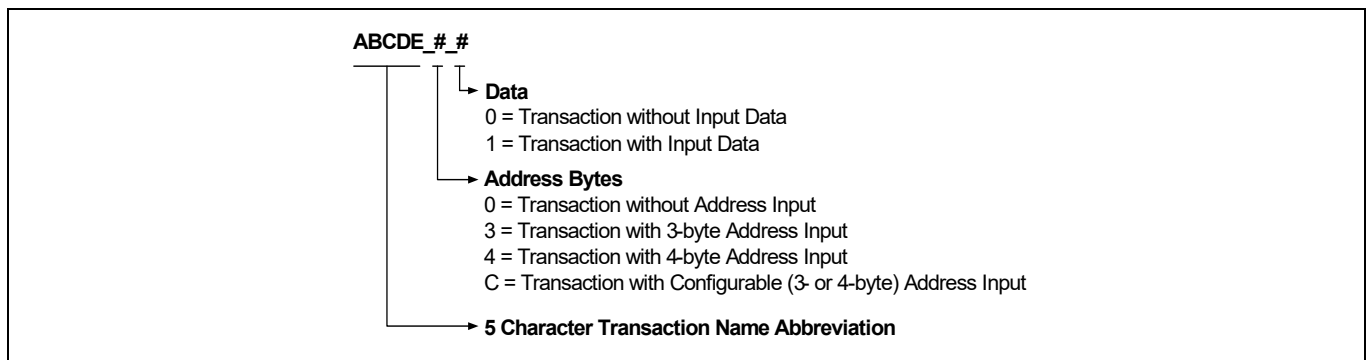 ABCDE_#_#
Data
0 = Transaction without Input Data
1 = Transaction with Input Data
Address Bytes
0 = Transaction without Address Input
3 = Transaction with 3-byte Address Input
4 = Transaction with 4-byte Address Input
C = Transaction with Configurable (3- or 4-byte) Address Input
5 Character Transaction Name Abbreviation